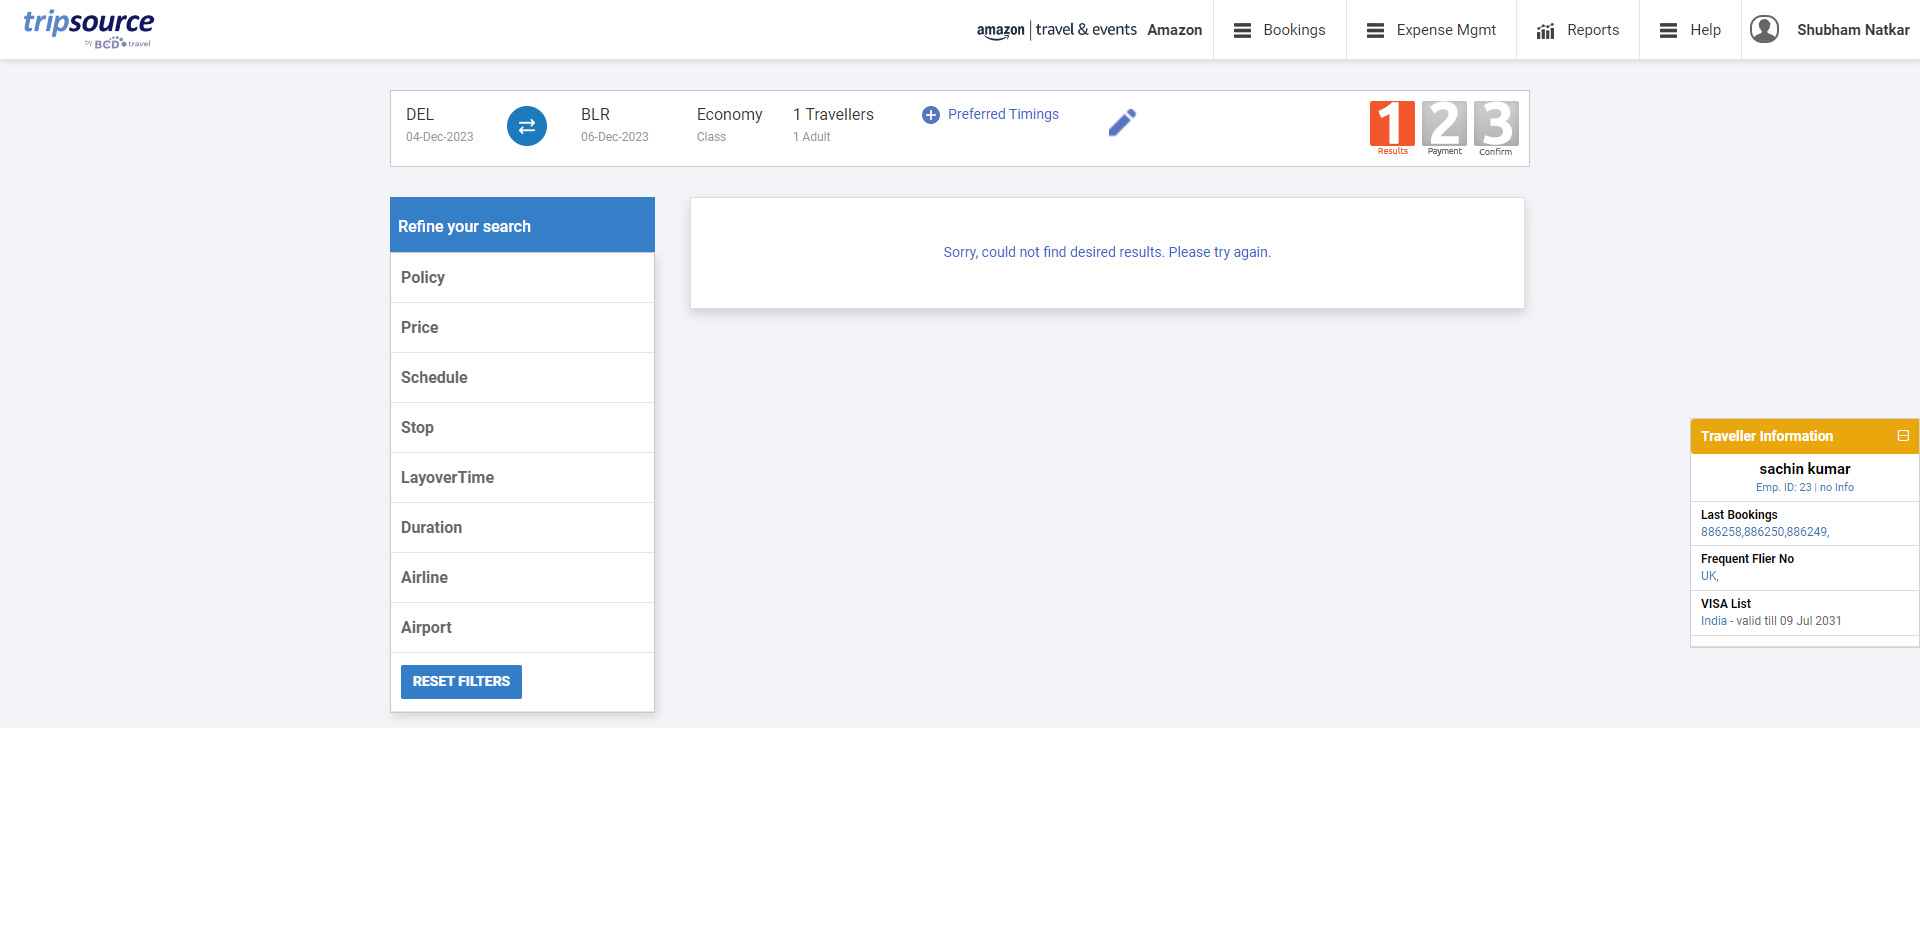 tripsource
by BCD travel
amazon | travel & events Amazon
Bookings
Expense Mgmt
Reports
Help
Shubham Natkar
DEL
04-Dec-2023
BLR
06-Dec-2023
Economy
Class
1 Travellers
1 Adult
Preferred Timings
1
Results
2
Payment
3
Confirm
Refine your search
Policy
Price
Schedule
Stop
LayoverTime
Duration
Airline
Airport
RESET FILTERS
Sorry, could not find desired results. Please try again.
Traveller Information
sachin kumar
Emp. ID: 23 | no Info
Last Bookings
886258,886250,886249,
Frequent Flier No
UK,
VISA List
India - valid till 09 Jul 2031